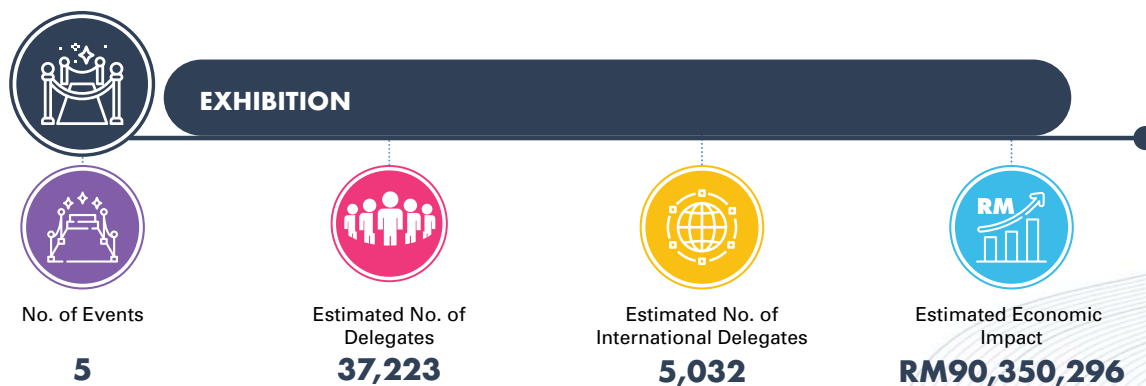 EXHIBITION
RM
No. of Events
5
Estimated No. of
Delegates
37,223
Estimated No. of
International Delegates
5,032
Estimated Economic
Impact
RM90,350,296